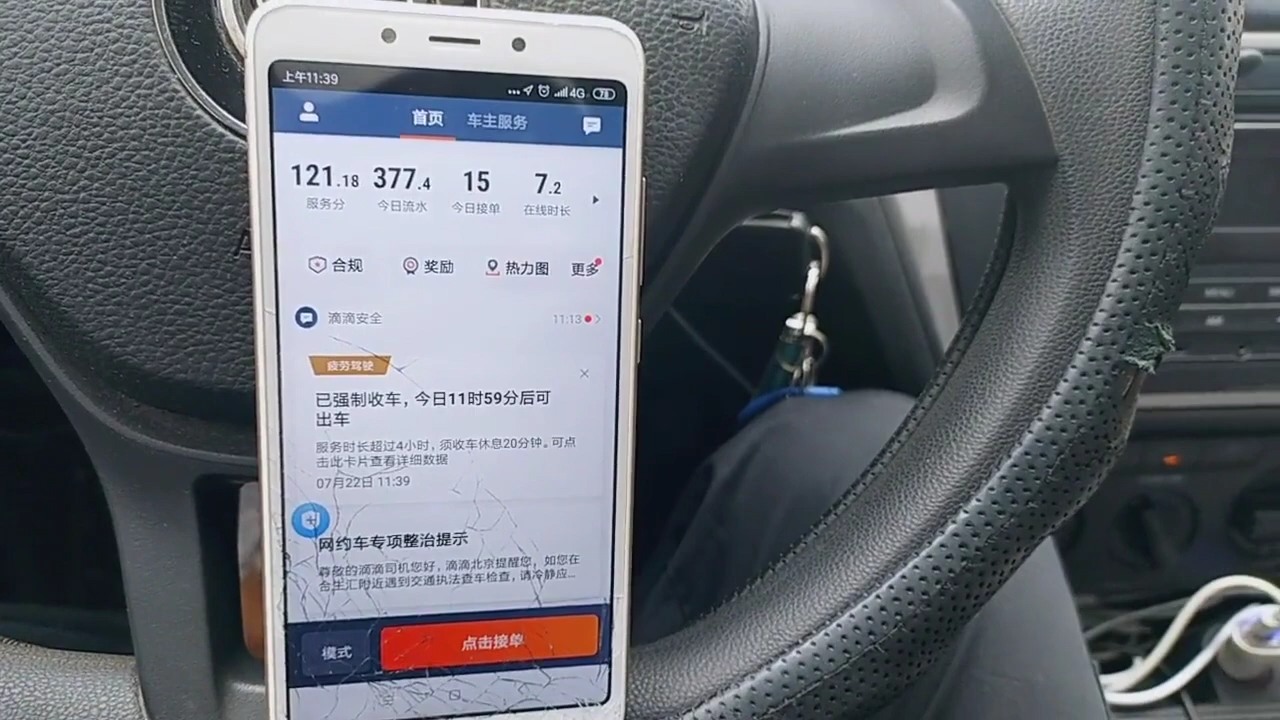 上午11:39
4G 78
首页 车主服务
121.18 377.4 15 7.2
服务分 今日流水 今日接单 在线时长
合规 奖励 热力图 更多
滴滴安全 11:13
疲劳驾驶
已强制收车，今日11时59分后可
出车
服务时长超过4小时，须收车休息20分钟。可点
击此卡片查看详细数据
07月22日 11:39
网约车专项整治提示
尊敬的滴滴司机您好，滴滴北京提醒您，如您在
合生汇附近遇到交通执法查车检查，请冷静应...
模式 点击接单